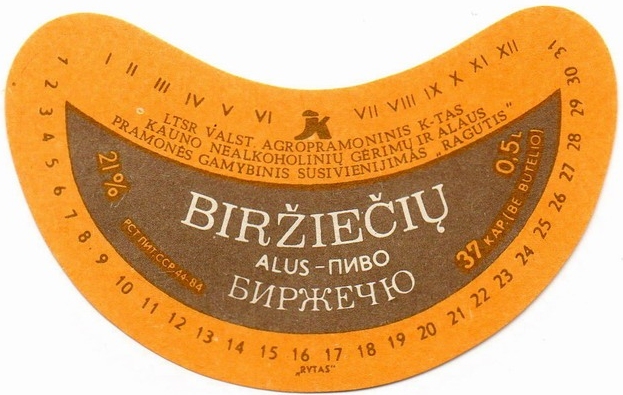 I II III IV V VI VII VIII IX X XI XII
LTSR VALST. AGROPRAMONINIS K-TAS
KAUNO NEALKOHOLINIŲ GĖRIMŲ IR ALAUS
PRAMONĖS GAMYBINIS SUSIVIENIJIMAS „RAGUTIS"
21%
0,5 L
BIRŽIEČIŲ
ALUS – ПИВО
БИРЖЕЧЮ
РСТ ЛИТ. ССР 44-84
37 KAP. (BE BUTELIO)
1 2 3 4 5 6 7 8 9 10 11 12 13 14 15 16 17 18 19 20 21 22 23 24 25 26 27 28 29 30 31
„RYTAS"